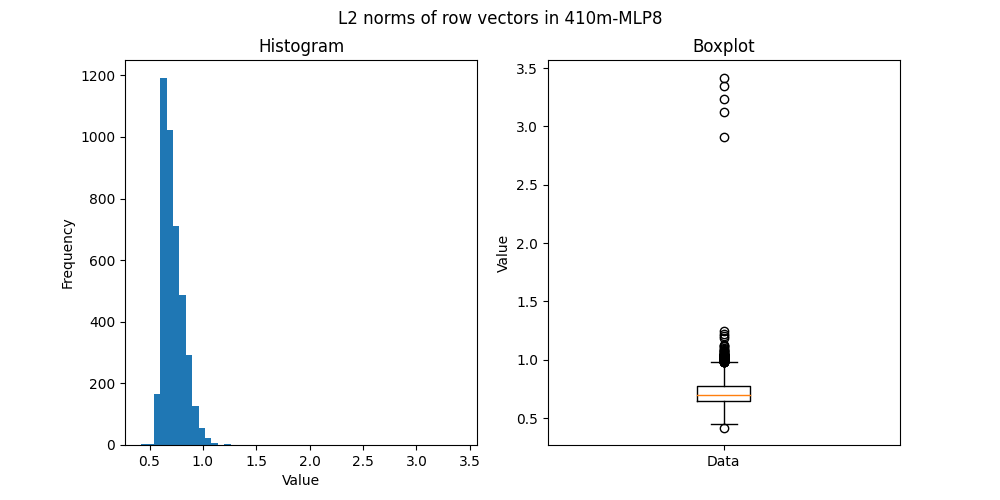 L2 norms of row vectors in 410m-MLP8
Histogram
Frequency
1200
1000
800
600
400
200
0
0.5 1.0 1.5 2.0 2.5 3.0 3.5
Value
Boxplot
Value
3.5
3.0
2.5
2.0
1.5
1.0
0.5
Data